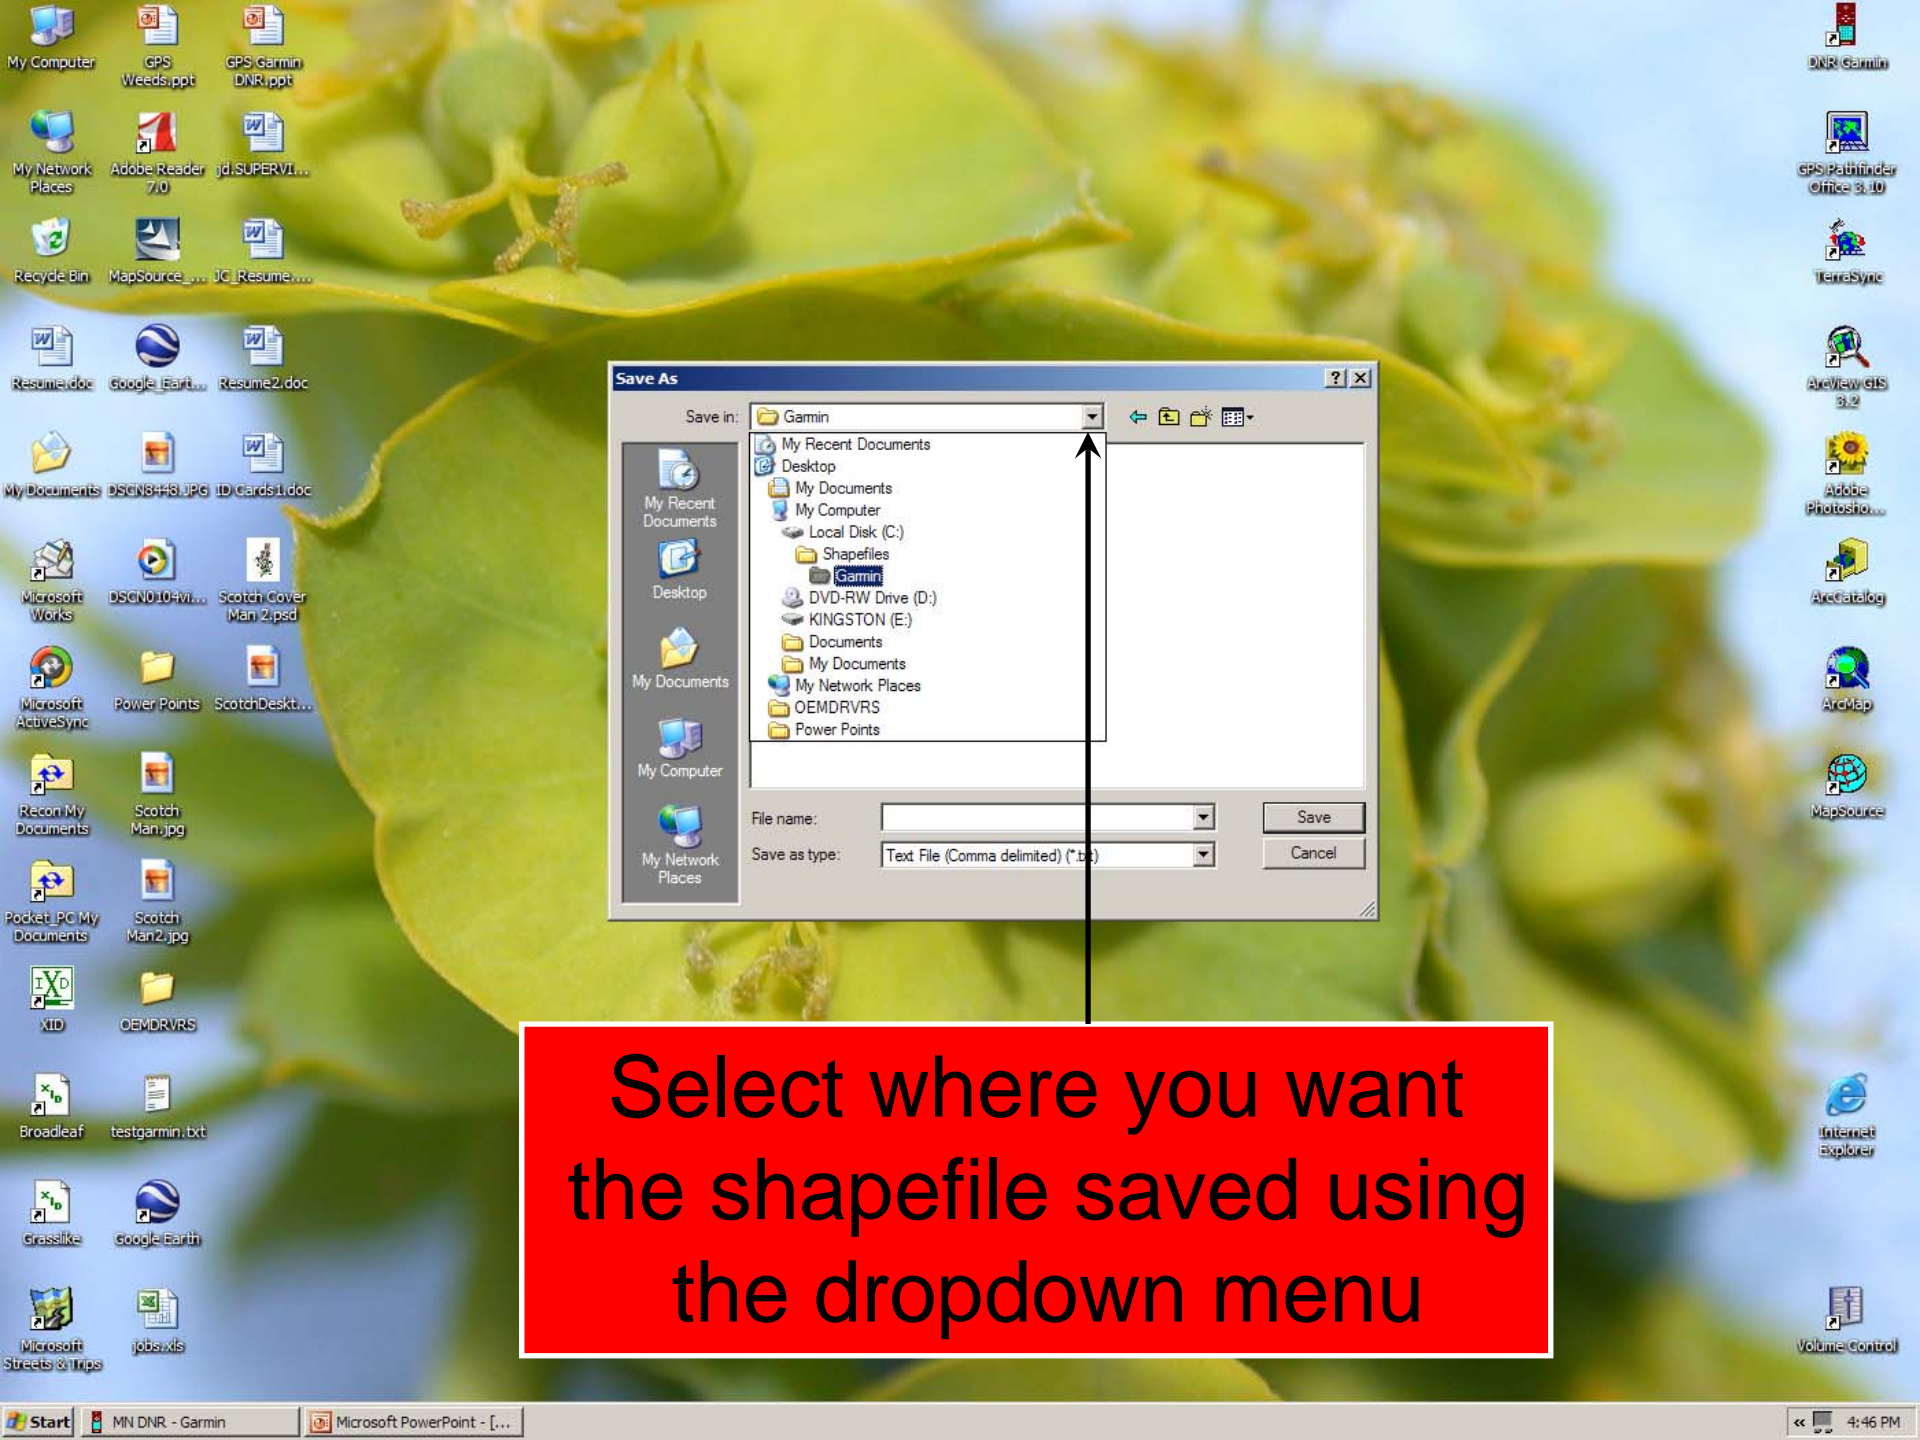 My Computer
GPS Weeds.ppt
GPS Garmin DNR.ppt
My Network Places
Adobe Reader 7.0
jd.SUPERVI...
Recycle Bin
MapSource_...
JC_Resume....
Resume.doc
Google_Eart...
Resume2.doc
My Documents
DSCN8448.JPG
ID Cards1.doc
Microsoft Works
DSCN0104vi...
Scotch Cover Man 2.psd
Microsoft ActiveSync
Power Points
ScotchDeskt...
Recon My Documents
Scotch Man.jpg
Pocket_PC My Documents
Scotch Man2.jpg
XID
OEMDRVRS
Broadleaf
testgarmin.txt
Grasslike
Google Earth
Microsoft Streets & Trips
jobs.xls
Save As
Save in:
Garmin
My Recent Documents
Desktop
My Documents
My Computer
Local Disk (C:)
Shapefiles
Garmin
DVD-RW Drive (D:)
KINGSTON (E:)
Documents
My Documents
My Network Places
OEMDRVRS
Power Points
My Recent Documents
Desktop
My Documents
My Computer
My Network Places
File name:
Save
Save as type:
Text File (Comma delimited) (*.txt)
Cancel
Select where you want
the shapefile saved using
the dropdown menu
DNR Garmin
GPS Pathfinder Office 3.10
TerraSync
ArcView GIS 3.2
Adobe Photosho...
ArcCatalog
ArcMap
MapSource
Internet Explorer
Volume Control
Start
MN DNR - Garmin
Microsoft PowerPoint - [...
4:46 PM